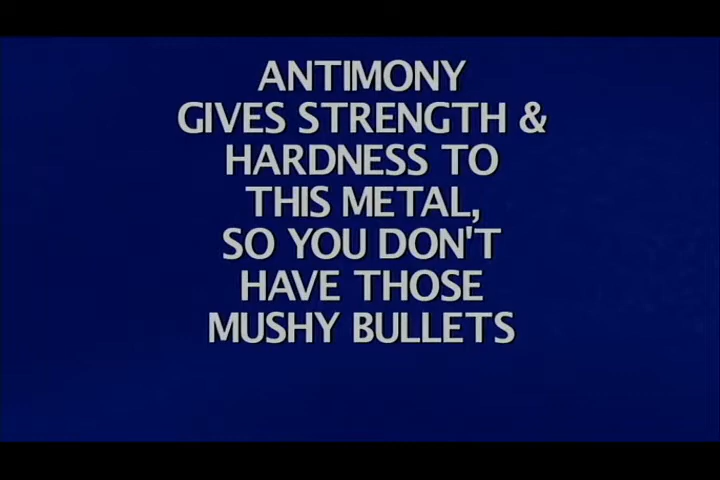 ANTIMONY
GIVES STRENGTH &
HARDNESS TO
THIS METAL,
SO YOU DON'T
HAVE THOSE
MUSHY BULLETS